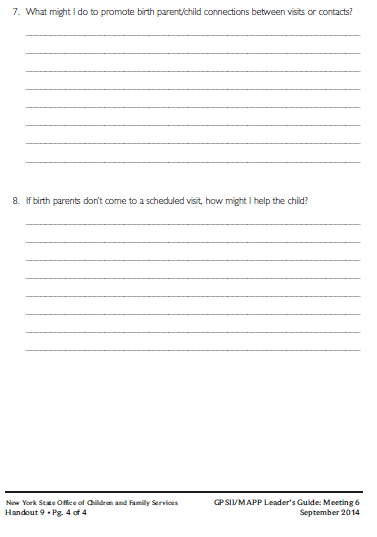 7. What might I do to promote birth parent/child connections between visits or contacts?
8. If birth parents don't come to a scheduled visit, how might I help the child?
New York State Office of Children and Family Services
GPSII/MAPP Leader's Guide: Meeting 6
Handout 9 • Pg. 4 of 4
September 2014